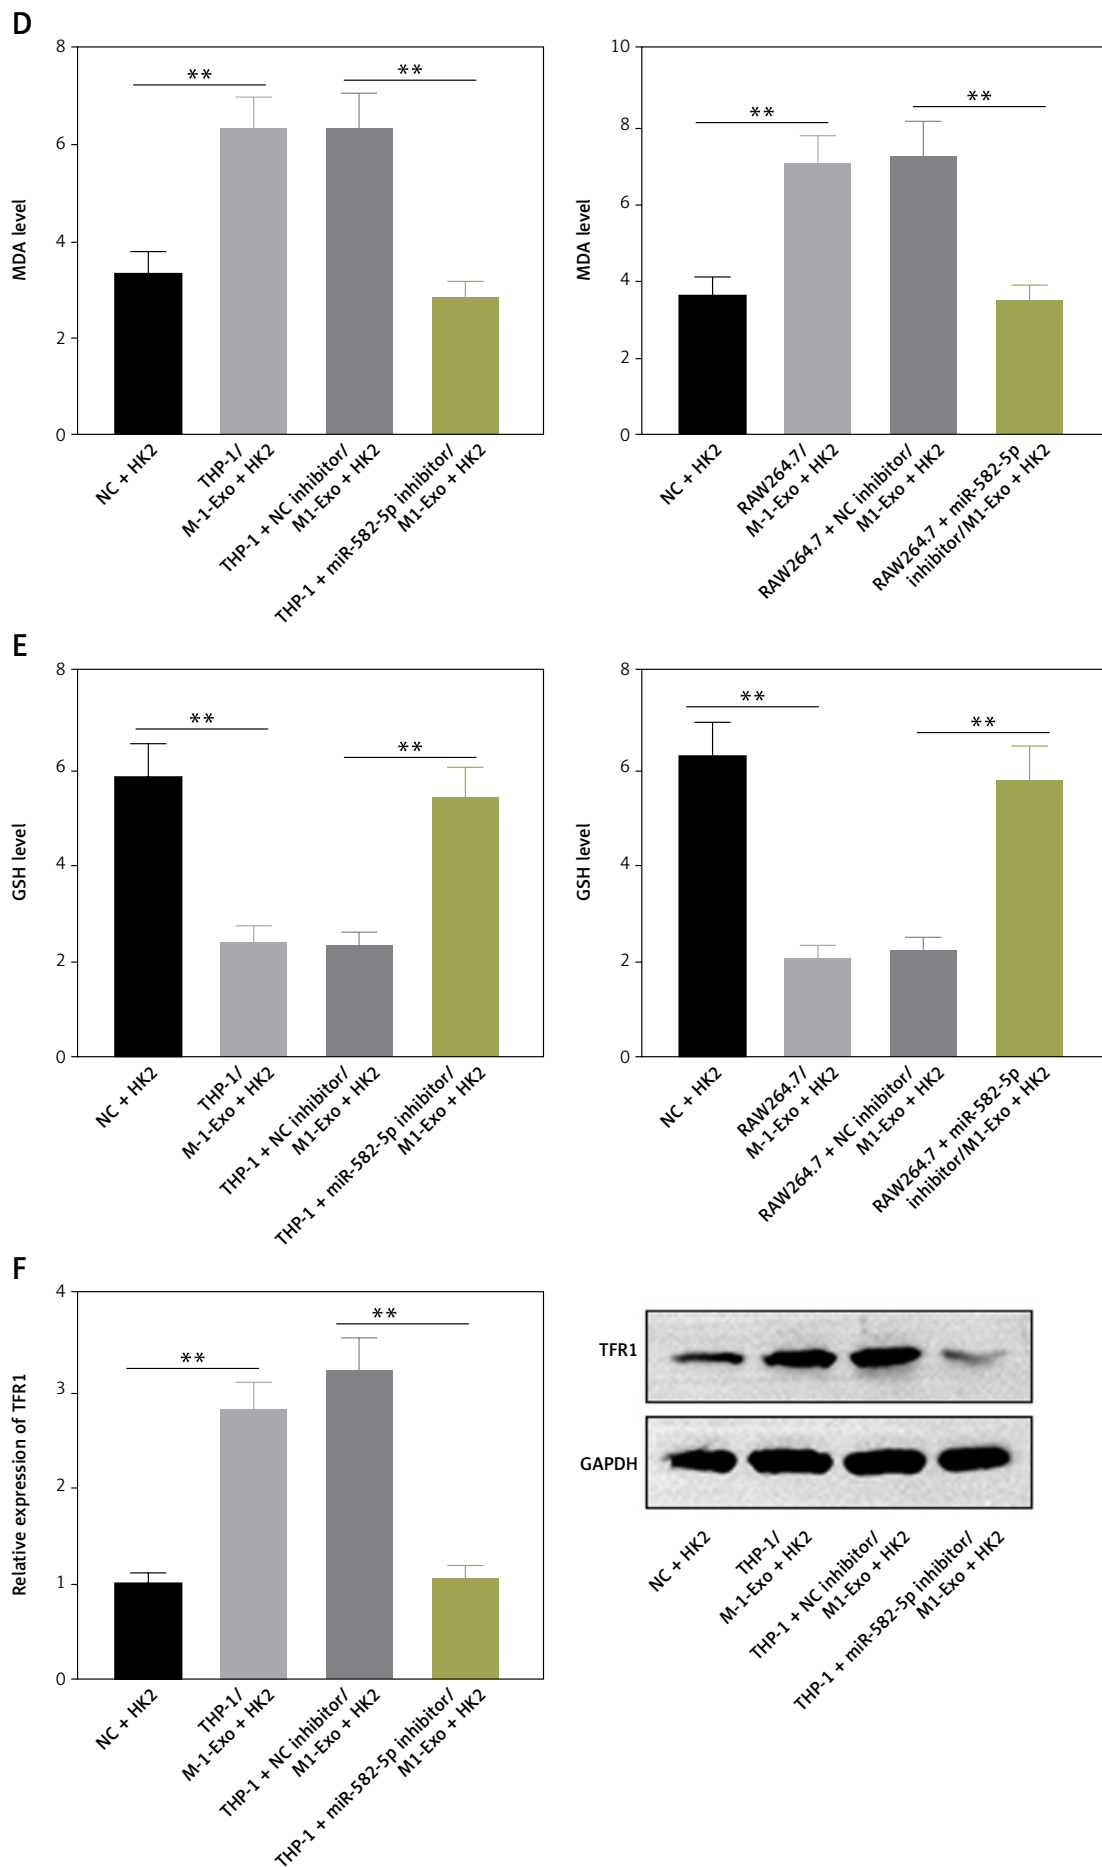 D
8
6
4
2
0
MDA level
**
**
NC + HK2
THP-1/
M-1-Exo + HK2
THP-1 + NC inhibitor/
M1-Exo + HK2
THP-1 + miR-582-5p inhibitor/
M1-Exo + HK2
10
8
6
4
2
0
MDA level
**
**
NC + HK2
RAW264.7/
M-1-Exo + HK2
RAW264.7 + NC inhibitor/
M1-Exo + HK2
RAW264.7 + miR-582-5p
inhibitor/M1-Exo + HK2
E
8
6
4
2
0
GSH level
**
**
NC + HK2
THP-1/
M-1-Exo + HK2
THP-1 + NC inhibitor/
M1-Exo + HK2
THP-1 + miR-582-5p inhibitor/
M1-Exo + HK2
8
6
4
2
0
GSH level
**
**
NC + HK2
RAW264.7/
M-1-Exo + HK2
RAW264.7 + NC inhibitor/
M1-Exo + HK2
RAW264.7 + miR-582-5p
inhibitor/M1-Exo + HK2
F
4
3
2
1
0
Relative expression of TFR1
**
**
NC + HK2
THP-1/
M-1-Exo + HK2
THP-1 + NC inhibitor/
M1-Exo + HK2
THP-1 + miR-582-5p inhibitor/
M1-Exo + HK2
TFR1
GAPDH
NC + HK2
THP-1/
M-1-Exo + HK2
THP-1 + NC inhibitor/
M1-Exo + HK2
THP-1 + miR-582-5p inhibitor/
M1-Exo + HK2